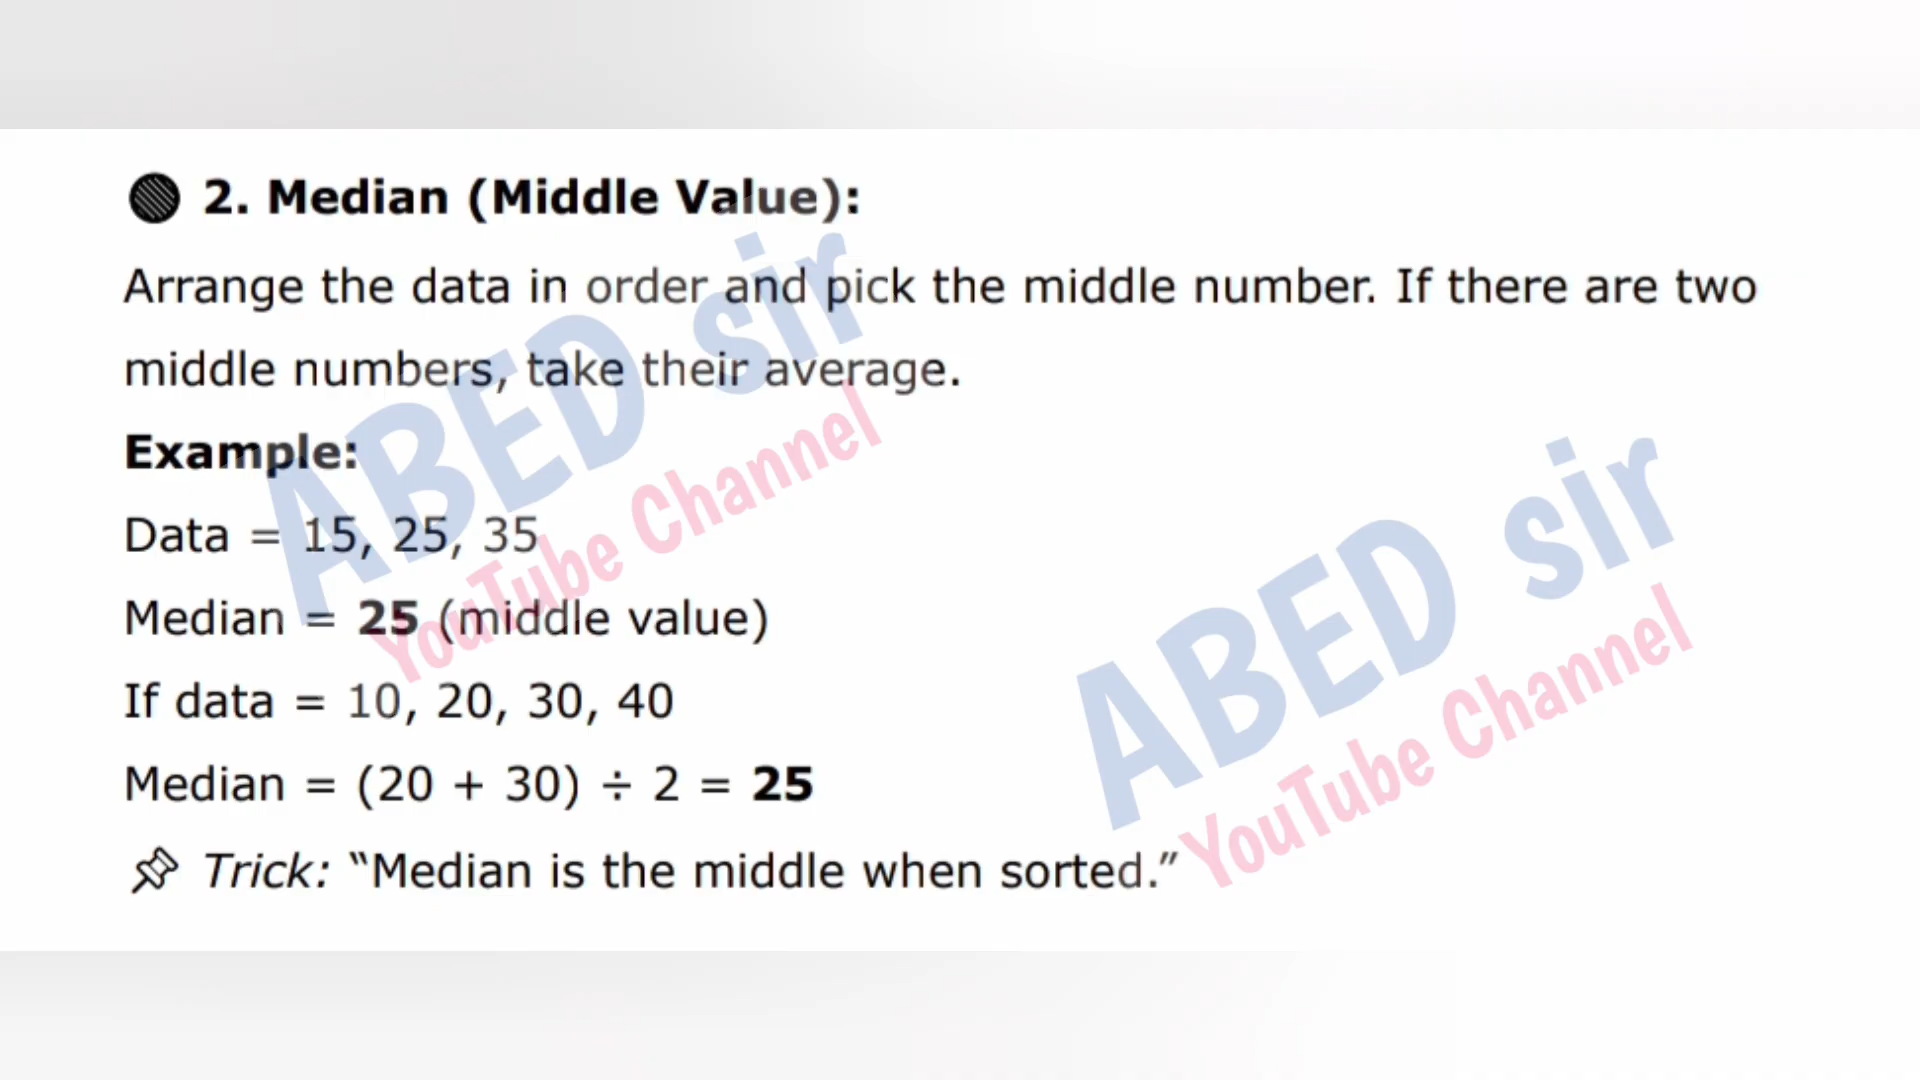 2. Median (Middle Value):
Arrange the data in order and pick the middle number. If there are two
middle numbers, take their average.
Example:
Data = 15, 25, 35
Median = 25 (middle value)
If data = 10, 20, 30, 40
Median = (20 + 30) ÷ 2 = 25
Trick: “Median is the middle when sorted.”
ABED sir
YouTube Channel
ABED sir
YouTube Channel